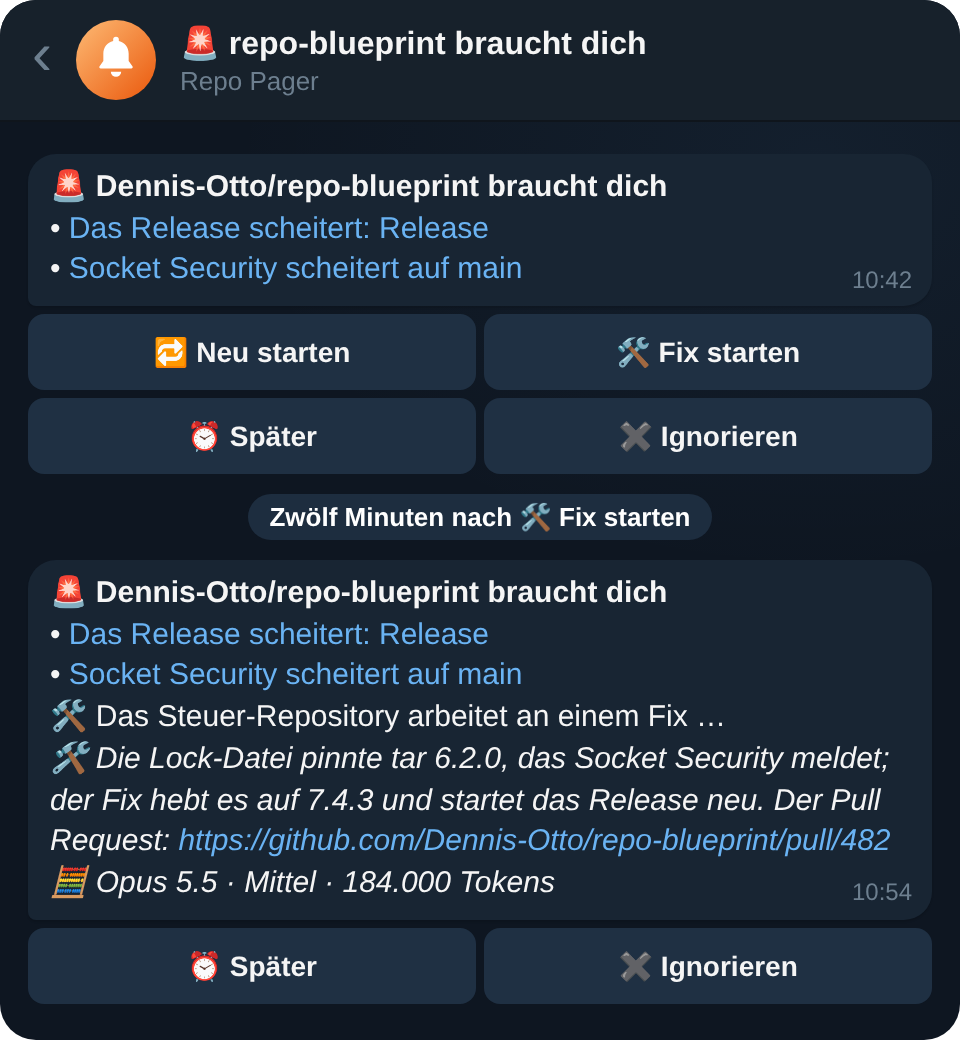 🚨 repo-blueprint braucht dich
Repo Pager
🚨 Dennis-Otto/repo-blueprint braucht dich
• Das Release scheitert: Release
• Socket Security scheitert auf main
10:42
🔁 Neu starten
🛠️ Fix starten
⏰ Später
✖️ Ignorieren
Zwölf Minuten nach 🛠️ Fix starten
🚨 Dennis-Otto/repo-blueprint braucht dich
• Das Release scheitert: Release
• Socket Security scheitert auf main
🛠️ Das Steuer-Repository arbeitet an einem Fix …
🛠️ Die Lock-Datei pinnte tar 6.2.0, das Socket Security meldet;
der Fix hebt es auf 7.4.3 und startet das Release neu. Der Pull
Request: https://github.com/Dennis-Otto/repo-blueprint/pull/482
🧮 Opus 5.5 · Mittel · 184.000 Tokens
10:54
⏰ Später
✖️ Ignorieren